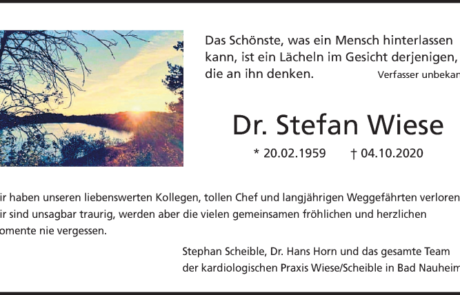 Das Schönste, was ein Mensch hinterlassen
kann, ist ein Lächeln im Gesicht derjenigen,
die an ihn denken. Verfasser unbekan
Dr. Stefan Wiese
* 20.02.1959 † 04.10.2020
ir haben unseren liebenswerten Kollegen, tollen Chef und langjährigen Weggefährten verloren
ir sind unsagbar traurig, werden aber die vielen gemeinsamen fröhlichen und herzlichen
omente nie vergessen.
Stephan Scheible, Dr. Hans Horn und das gesamte Team
der kardiologischen Praxis Wiese/Scheible in Bad Nauheim